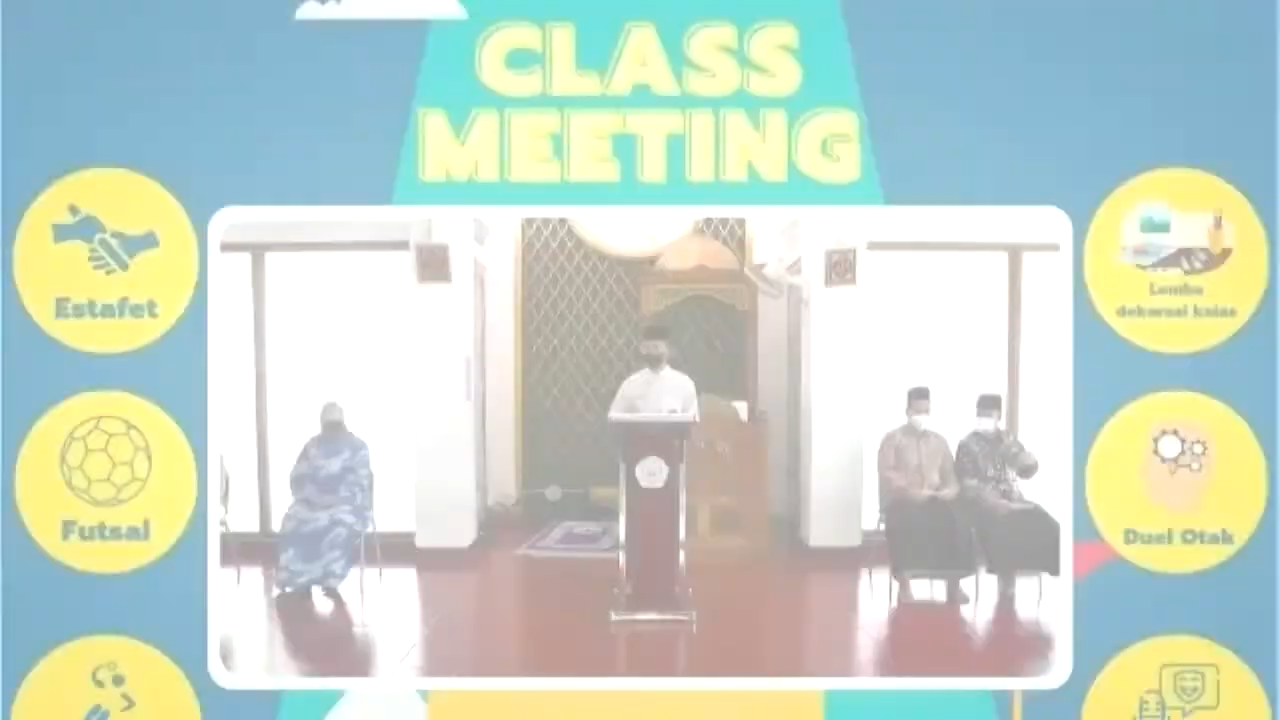 CLASS
MEETING
Estafet
Lomba
dekorasi kelas
Futsal
Duel Otak